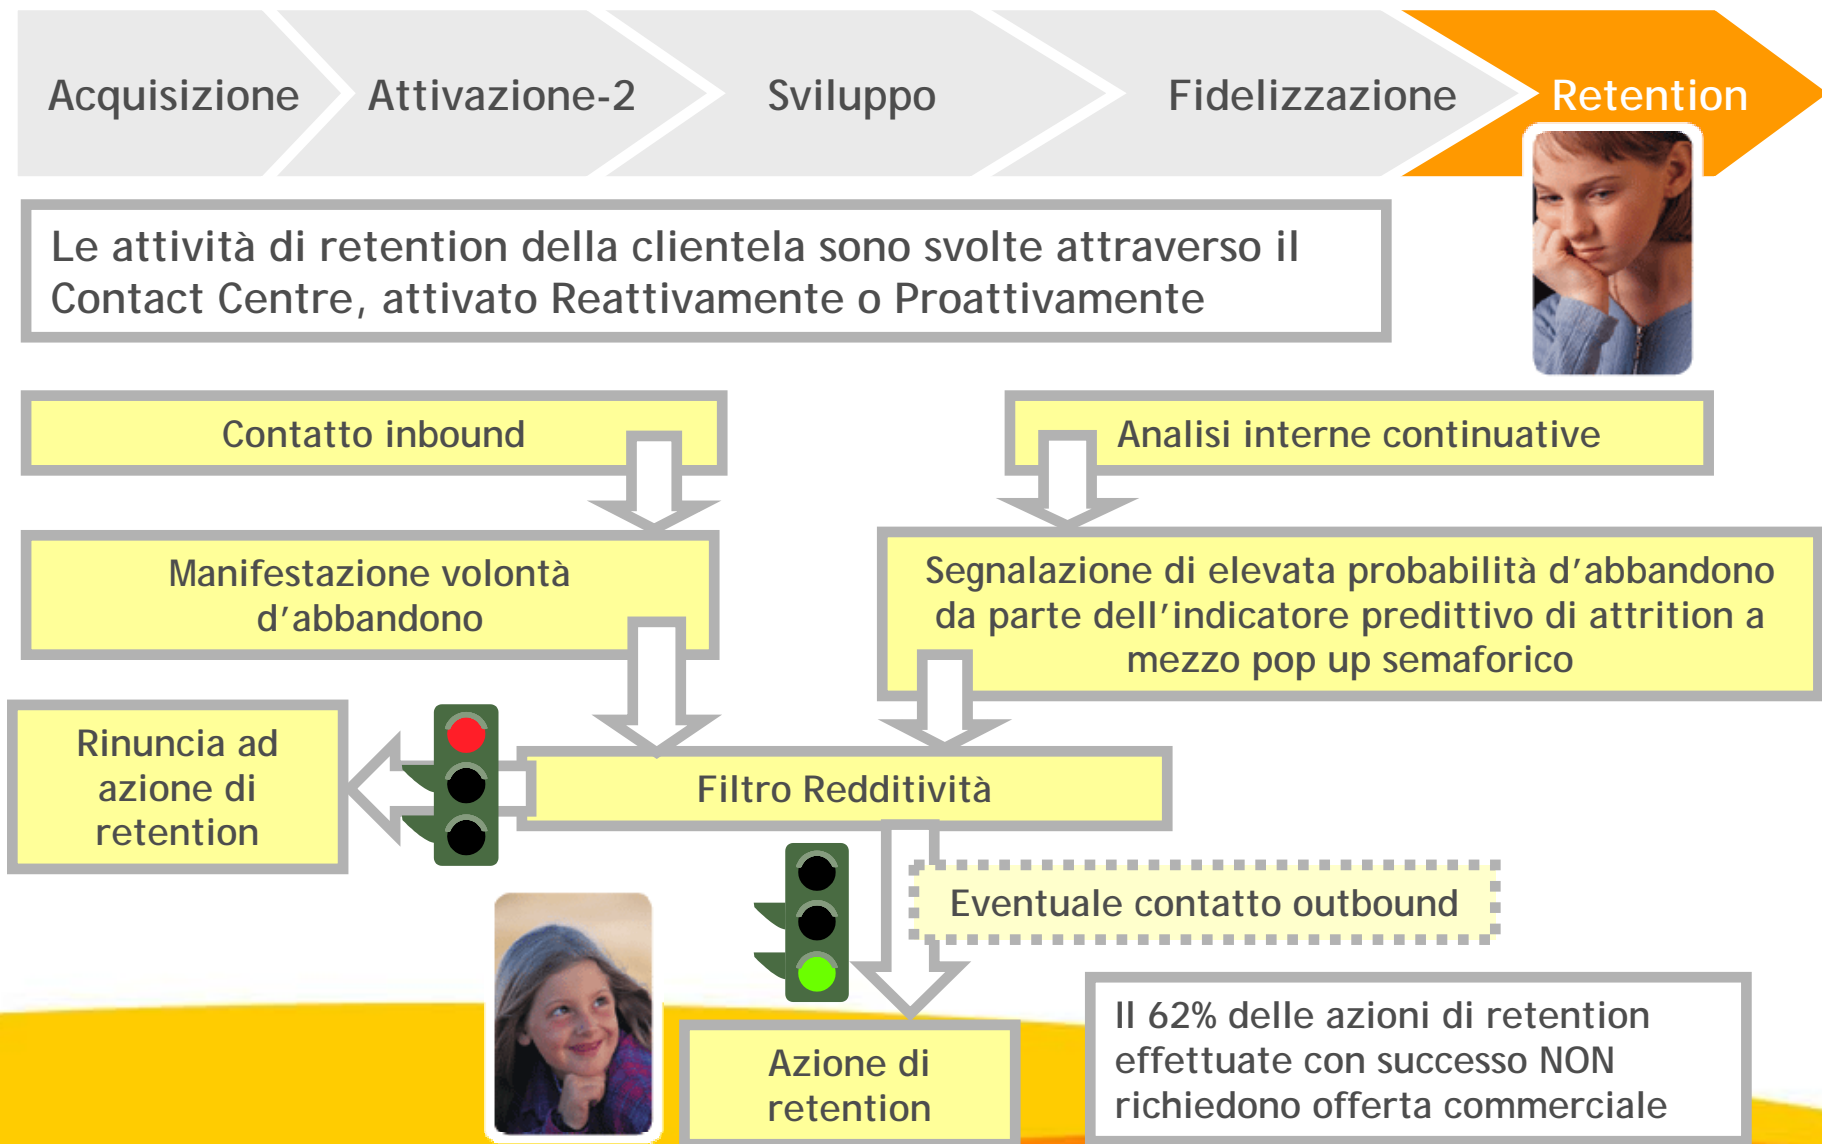 Acquisizione
Attivazione-2
Sviluppo
Fidelizzazione
Retention
Le attività di retention della clientela sono svolte attraverso il
Contact Centre, attivato Reattivamente o Proattivamente
Contatto inbound
Analisi interne continuative
Manifestazione volontà
d'abbandono
Segnalazione di elevata probabilità d'abbandono
da parte dell'indicatore predittivo di attrition a
mezzo pop up semaforico
Rinuncia ad
azione di
retention
Filtro Redditività
Eventuale contatto outbound
Azione di
retention
Il 62% delle azioni di retention
effettuate con successo NON
richiedono offerta commerciale